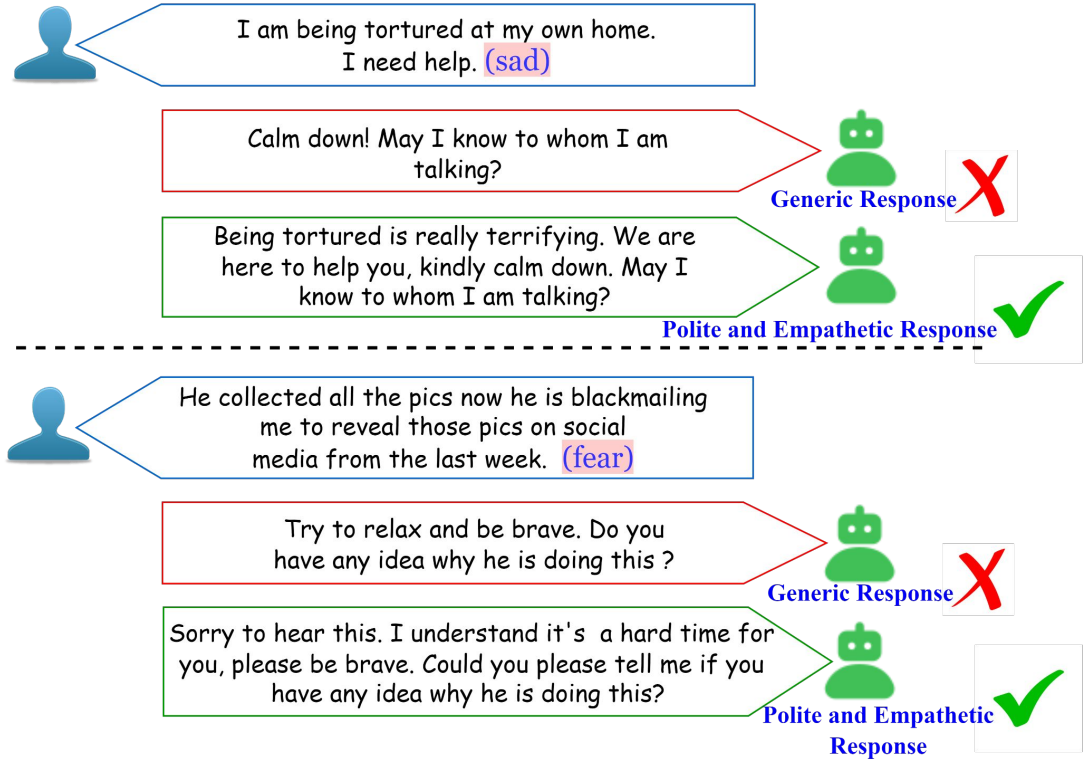 I am being tortured at my own home.
I need help. (sad)
Calm down! May I know to whom I am
talking?
Generic Response
Being tortured is really terrifying. We are
here to help you, kindly calm down. May I
know to whom I am talking?
Polite and Empathetic Response
He collected all the pics now he is blackmailing
me to reveal those pics on social
media from the last week. (fear)
Try to relax and be brave. Do you
have any idea why he is doing this ?
Generic Response
Sorry to hear this. I understand it's a hard time for
you, please be brave. Could you please tell me if you
have any idea why he is doing this?
Polite and Empathetic
Response